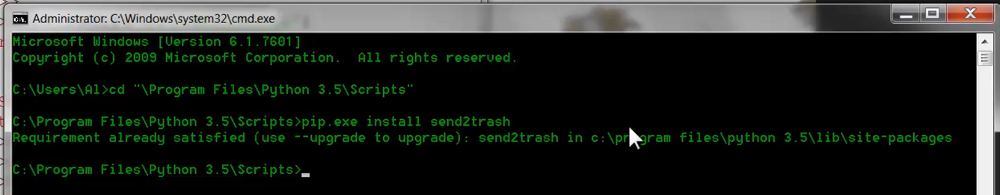 Administrator: C:\Windows\system32\cmd.exe
Microsoft Windows [Version 6.1.7601]
Copyright (c) 2009 Microsoft Corporation.  All rights reserved.
C:\Users\Al>cd "\Program Files\Python 3.5\Scripts"
C:\Program Files\Python 3.5\Scripts>pip.exe install send2trash
Requirement already satisfied (use --upgrade to upgrade): send2trash in c:\program files\python 3.5\lib\site-packages
C:\Program Files\Python 3.5\Scripts>